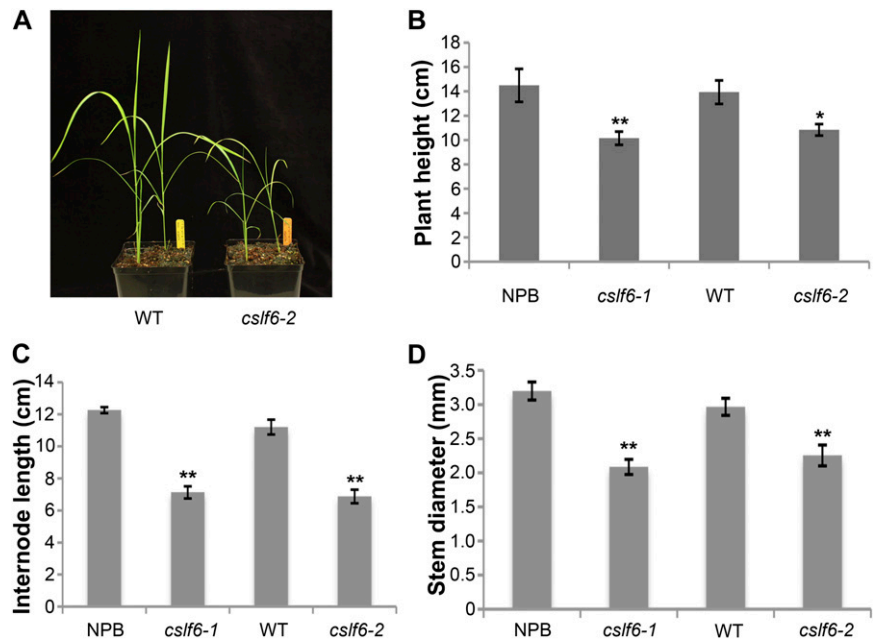 A
WT
cslf6-2
B
Plant height (cm)
18
16
14
12
10
8
6
4
2
0
**
*
NPB
cslf6-1
WT
cslf6-2
C
Internode length (cm)
14
12
10
8
6
4
2
0
**
**
NPB
cslf6-1
WT
cslf6-2
D
Stem diameter (mm)
3.5
3.0
2.5
2.0
1.5
1.0
0.5
0
**
**
NPB
cslf6-1
WT
cslf6-2